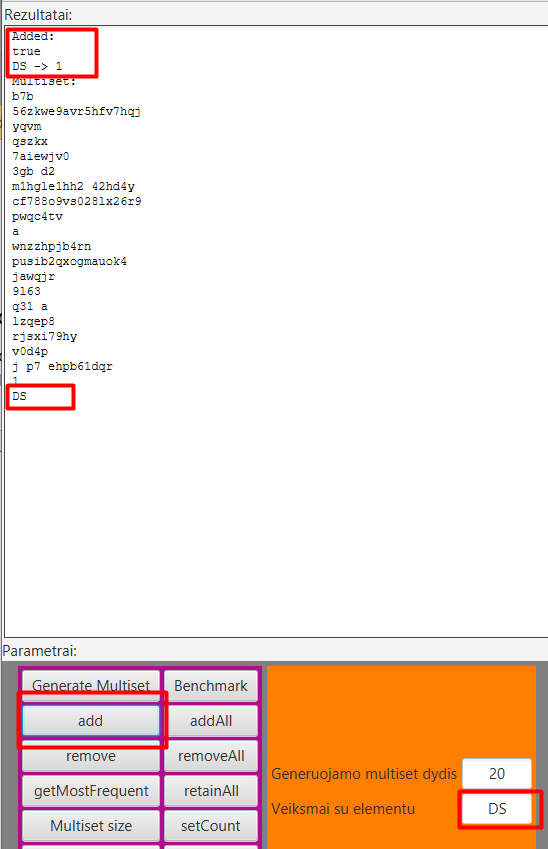 Rezultatai:
Added:
true
DS -> 1
Multiset:
b7b
56zkwe9avr5hfv7hqj
yqvm
qszkx
7aiewjv0
3gb d2
m1hgle1hh2 42hd4y
cf788o9vs028lx26r9
pwqc4tv
a
wnzzhpjb4rn
pusib2qxogmauok4
jawqjr
9l63
q31 a
lzqep8
rjsxi79hy
v0d4p
j p7 ehpb61dqr
1
DS
Parametrai:
Generate Multiset Benchmark
add addAll
remove removeAll
Generuojamo multiset dydis 20
getMostFrequent retainAll
Veiksmai su elementu DS
Multiset size setCount